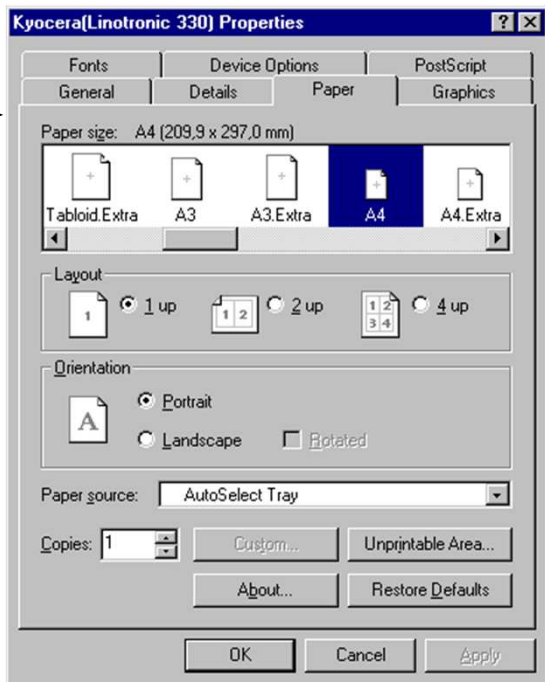 Kyocera(Linotronic 330) Properties
Fonts Device Options PostScript
General Details Paper Graphics
Paper size: A4 (209,9 x 297,0 mm)
Tabloid.Extra A3 A3.Extra A4 A4.Extra
Layout
1 1 up 1 2 2 up 1 2 3 4 4 up
Orientation
A Portrait
Landscape Rotated
Paper source: AutoSelect Tray
Copies: 1 Custom... Unprintable Area...
About... Restore Defaults
OK Cancel Apply